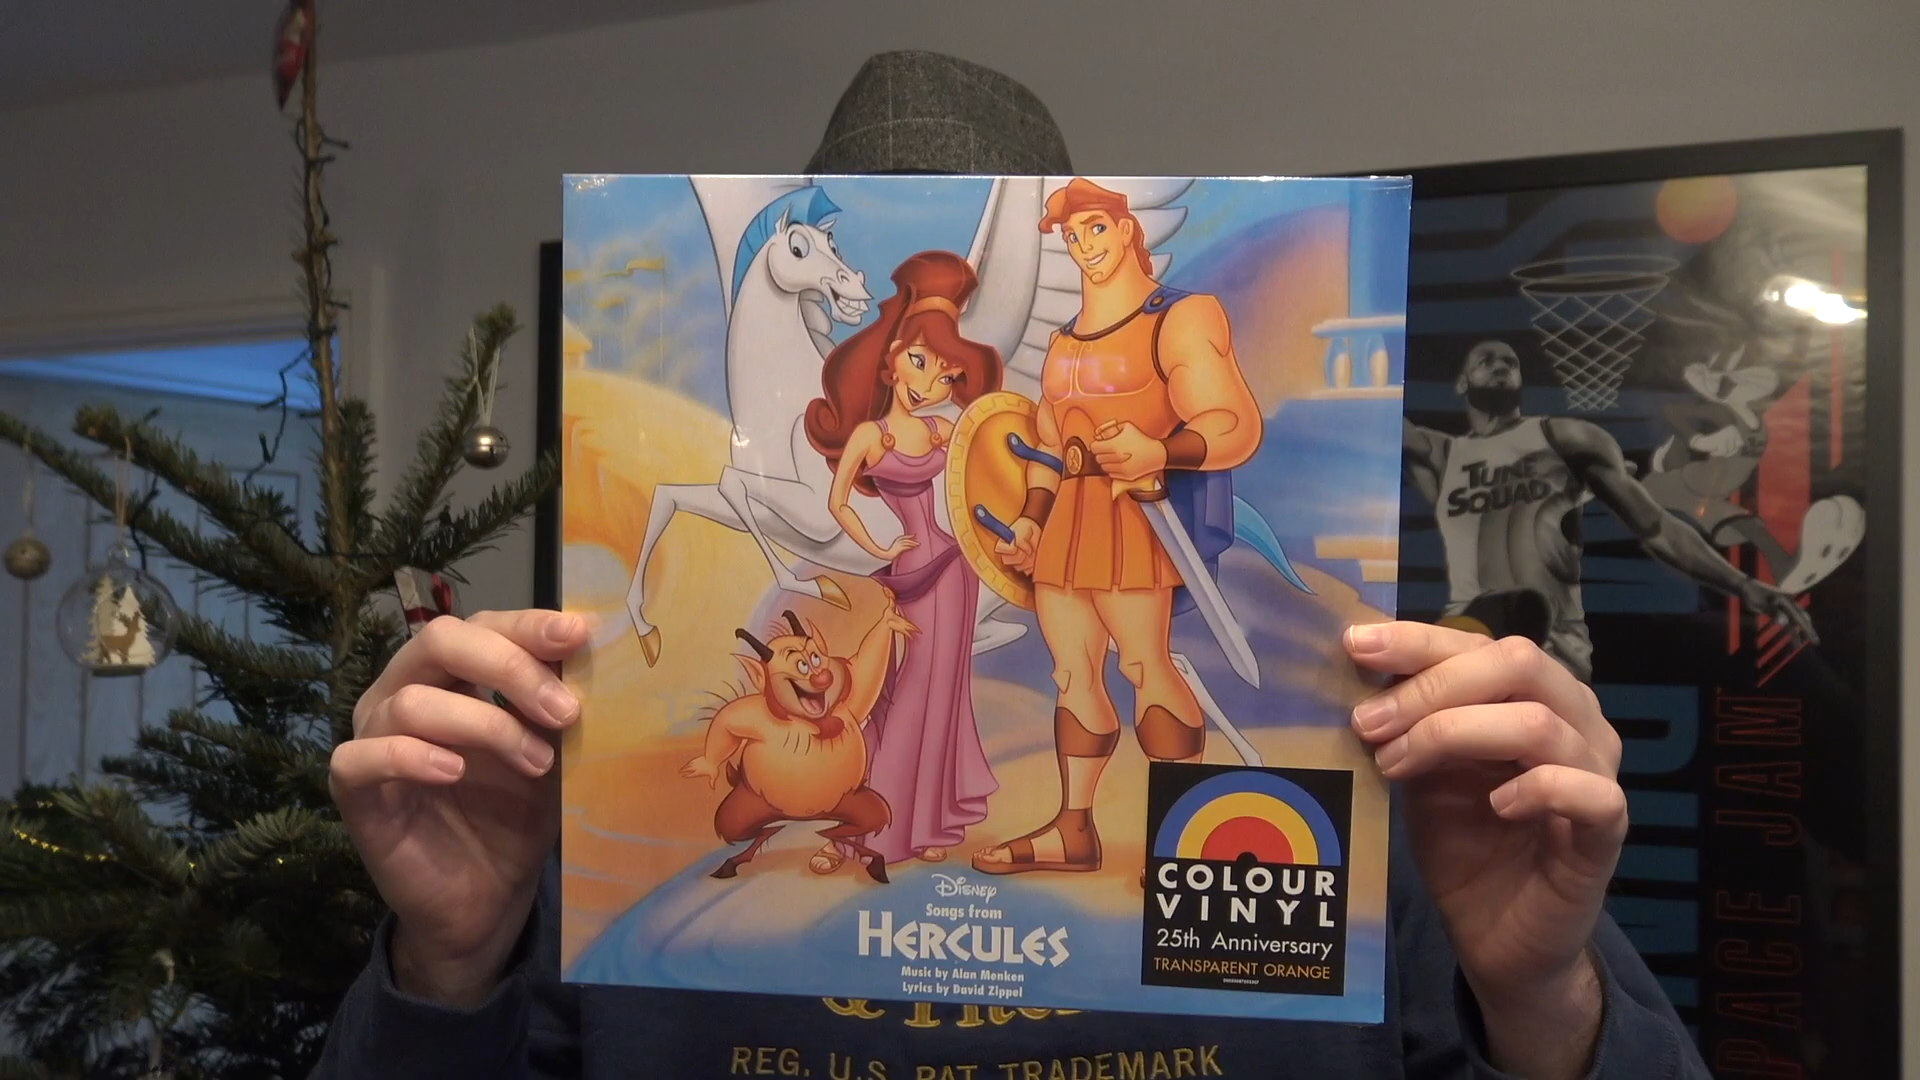 TUNE
SQUAD
SPACE JAM
DISNEY
Songs from
HERCULES
Music by Alan Menken
Lyrics by David Zippel
COLOUR
VINYL
25th Anniversary
TRANSPARENT ORANGE
REG. U.S. PAT. TRADEMARK